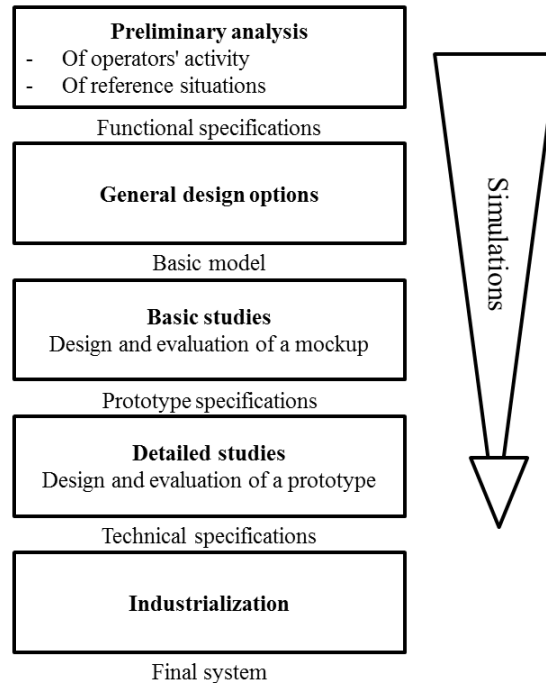 Preliminary analysis
- Of operators' activity
- Of reference situations
Functional specifications
General design options
Basic model
Basic studies
Design and evaluation of a mockup
Prototype specifications
Detailed studies
Design and evaluation of a prototype
Technical specifications
Industrialization
Final system
Simulations